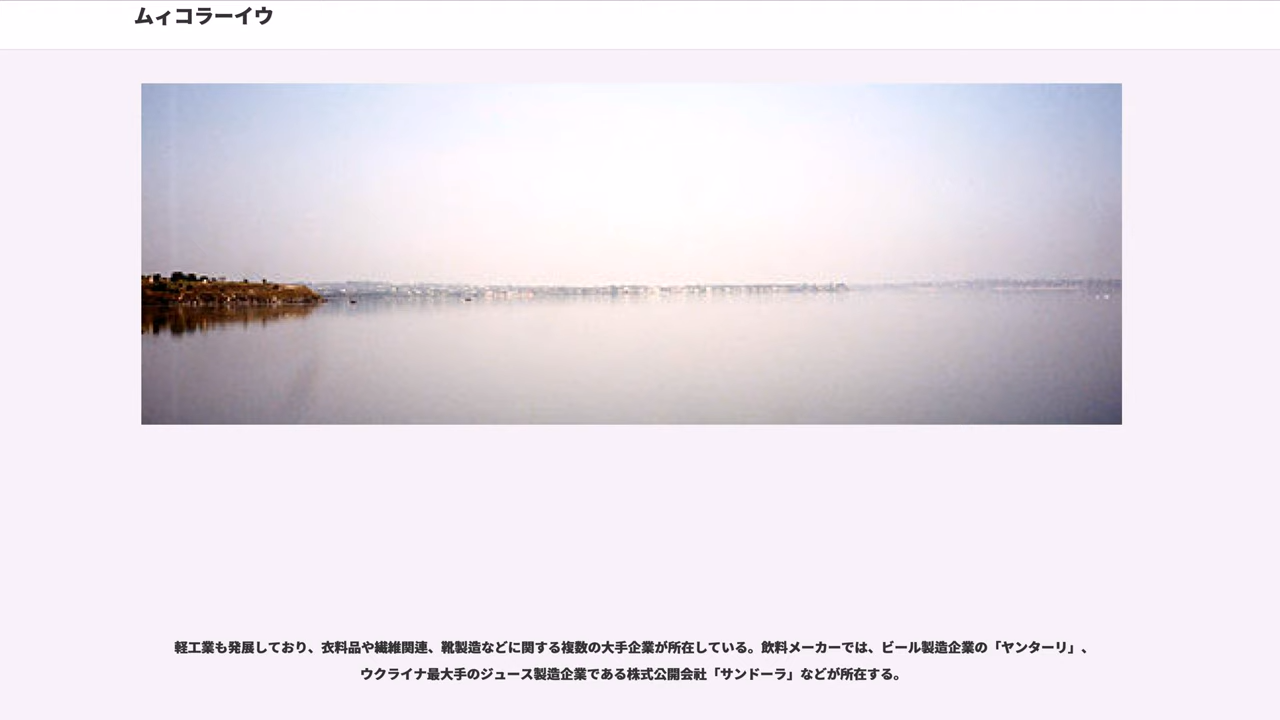 ムィコラーイウ
軽工業も発展しており、衣料品や繊維関連、靴製造などに関する複数の大手企業が所在している。飲料メーカーでは、ビール製造企業の「ヤンターリ」、
ウクライナ最大手のジュース製造企業である株式公開会社「サンドーラ」などが所在する。